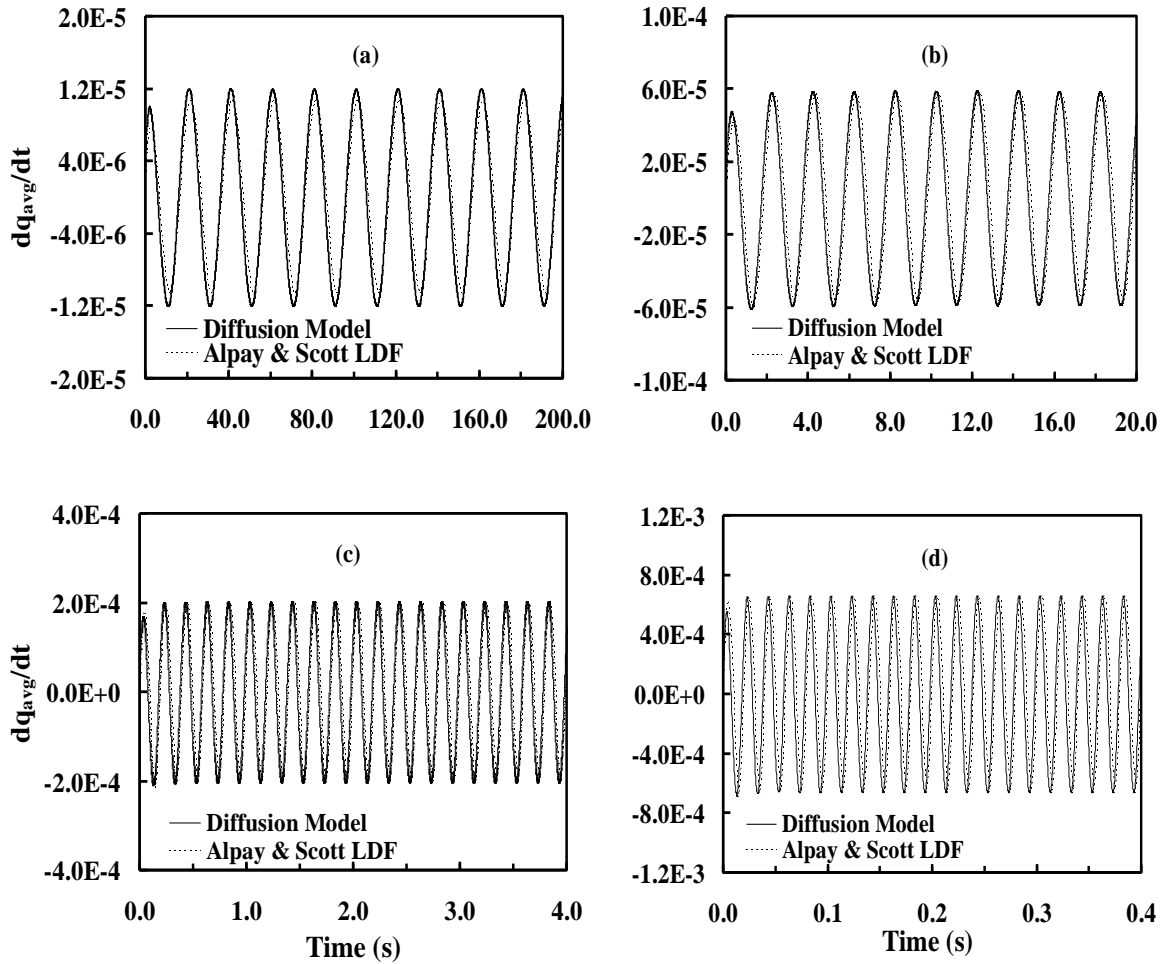 2.0E-5
1.2E-5
4.0E-6
-4.0E-6
-1.2E-5
-2.0E-5
dqavg/dt
(a)
Diffusion Model
Alpay & Scott LDF
0.0 40.0 80.0 120.0 160.0 200.0
1.0E-4
6.0E-5
2.0E-5
-2.0E-5
-6.0E-5
-1.0E-4
(b)
Diffusion Model
Alpay & Scott LDF
0.0 4.0 8.0 12.0 16.0 20.0
4.0E-4
2.0E-4
0.0E+0
-2.0E-4
-4.0E-4
dqavg/dt
(c)
Diffusion Model
Alpay & Scott LDF
0.0 1.0 2.0 3.0 4.0
Time (s)
1.2E-3
8.0E-4
4.0E-4
0.0E+0
-4.0E-4
-8.0E-4
-1.2E-3
(d)
Diffusion Model
Alpay & Scott LDF
0.0 0.1 0.2 0.3 0.4
Time (s)